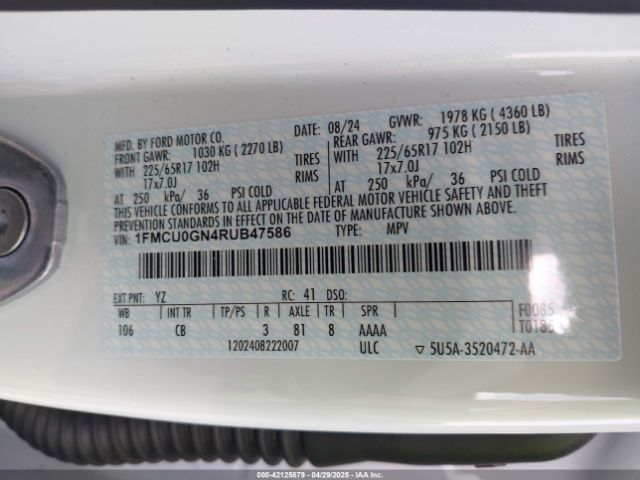 MFD. BY FORD MOTOR CO. DATE: 08/24 GVWR: 1978 KG ( 4360 LB)
FRONT GAWR: 1030 KG ( 2270 LB) REAR GAWR: 975 KG ( 2150 LB)
WITH 225/65R17 102H TIRES WITH 225/65R17 102H TIRES
17x7.0J RIMS 17x7.0J RIMS
AT 250 kPa/ 36 PSI COLD AT 250 kPa/ 36 PSI COLD
THIS VEHICLE CONFORMS TO ALL APPLICABLE FEDERAL MOTOR VEHICLE SAFETY AND THEFT
PREVENTION STANDARDS IN EFFECT ON THE DATE OF MANUFACTURE SHOWN ABOVE.
VIN: 1FMCU0GN4RUB47586 TYPE: MPV
EXT PNT: YZ RC: 41 DSO:
WB INT TR TP/PS R AXLE TR SPR
106 CB 3 81 8 AAAA
1202408222007 ULC 5U5A-3520472-AA
F0085
T0185
000-42125879 - 04/29/2025 - IAAI.COM